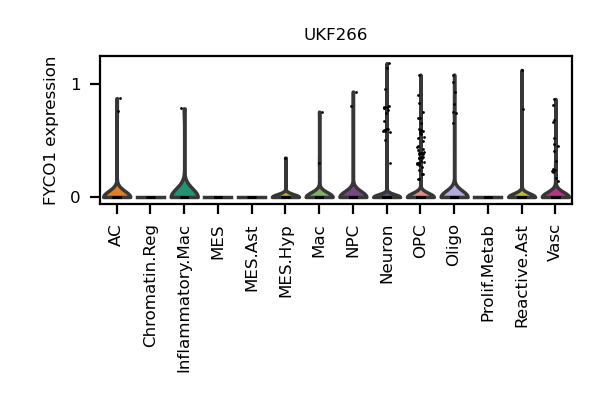 UKF266
FYCO1 expression
1
0
AC
Chromatin.Reg
Inflammatory.Mac
MES
MES.Ast
MES.Hyp
Mac
NPC
Neuron
OPC
Oligo
Prolif.Metab
Reactive.Ast
Vasc